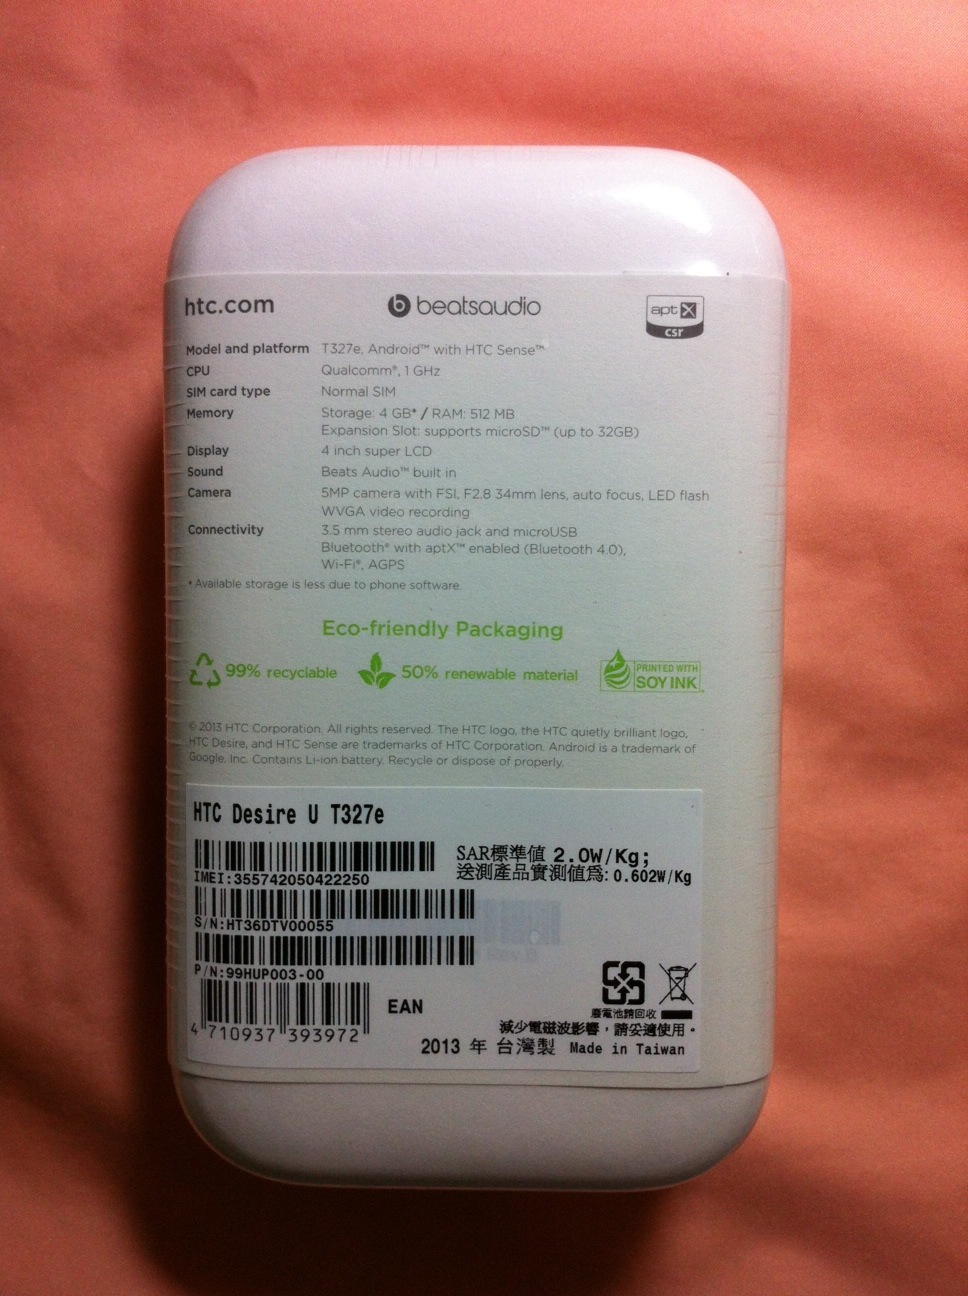 htc.com
beatsaudio
aptX
csr
Model and platform T327e, Android™ with HTC Sense™
CPU Qualcomm®, 1 GHz
SIM card type Normal SIM
Memory Storage: 4 GB* / RAM: 512 MB
Expansion Slot: supports microSD™ (up to 32GB)
Display 4 inch super LCD
Sound Beats Audio™ built in
Camera 5MP camera with FSI, F2.8 34mm lens, auto focus, LED flash
WVGA video recording
Connectivity 3.5 mm stereo audio jack and microUSB
Bluetooth® with aptX™ enabled (Bluetooth 4.0),
Wi-Fi®, AGPS
* Available storage is less due to phone software.
Eco-friendly Packaging
99% recyclable
50% renewable material
PRINTED WITH
SOY INK
© 2013 HTC Corporation. All rights reserved. The HTC logo, the HTC quietly brilliant logo,
HTC Desire, and HTC Sense are trademarks of HTC Corporation. Android is a trademark of
Google, Inc. Contains Li-ion battery. Recycle or dispose of properly.
HTC Desire U T327e
SAR標準值 2.0W/Kg;
送測產品實測值爲: 0.602W/Kg
IMEI:355742050422250
S/N:HT36DTV00055
P/N:99HUP003-00
EAN
4 710937 393972
廢電池請回收
減少電磁波影響，請妥適使用。
2013 年 台灣製 Made in Taiwan